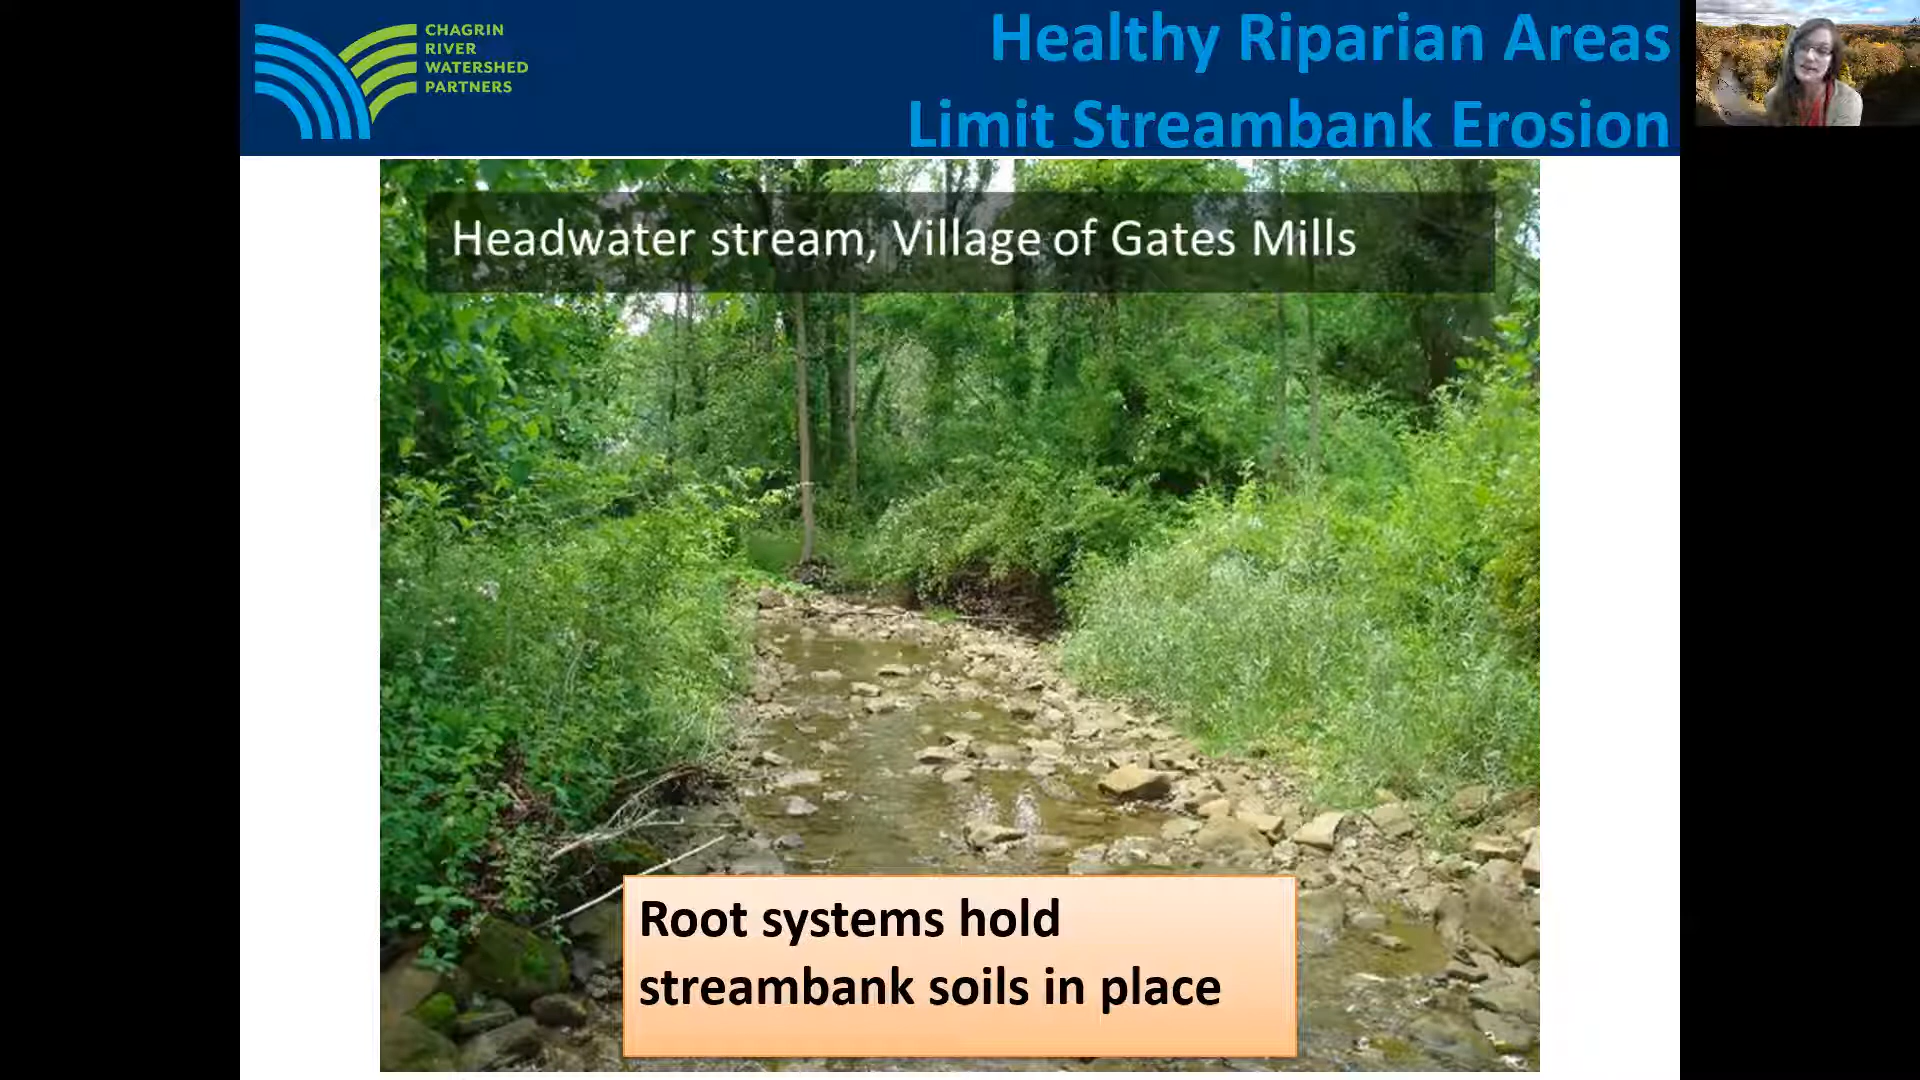 CHAGRIN
RIVER
WATERSHED
PARTNERS
Healthy Riparian Areas
Limit Streambank Erosion
Headwater stream, Village of Gates Mills
Root systems hold
streambank soils in place